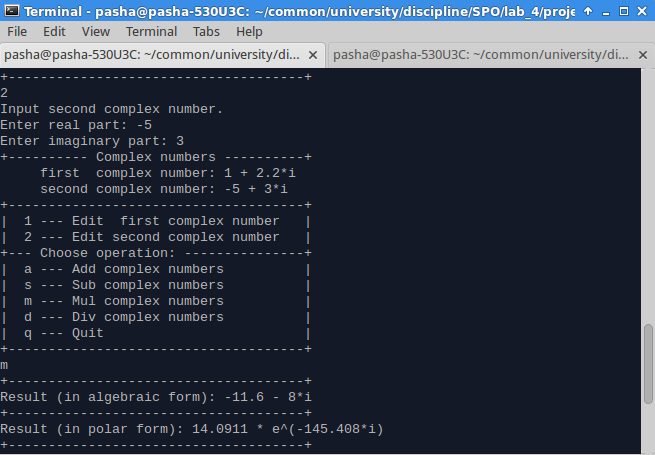 Terminal - pasha@pasha-530U3C: ~/common/university/discipline/SPO/lab_4/proje
File Edit View Terminal Tabs Help
pasha@pasha-530U3C: ~/common/university/di... pasha@pasha-530U3C: ~/common/university/di...
+-------------------------------------+
2
Input second complex number.
Enter real part: -5
Enter imaginary part: 3
+---------- Complex numbers ----------+
     first  complex number: 1 + 2.2*i
     second complex number: -5 + 3*i
+-------------------------------------+
|  1 --- Edit  first complex number   |
|  2 --- Edit second complex number   |
+--- Choose operation: ---------------+
|  a --- Add complex numbers          |
|  s --- Sub complex numbers          |
|  m --- Mul complex numbers          |
|  d --- Div complex numbers          |
|  q --- Quit                         |
+-------------------------------------+
m
+-------------------------------------+
Result (in algebraic form): -11.6 - 8*i
+-------------------------------------+
Result (in polar form): 14.0911 * e^(-145.408*i)
+-------------------------------------+